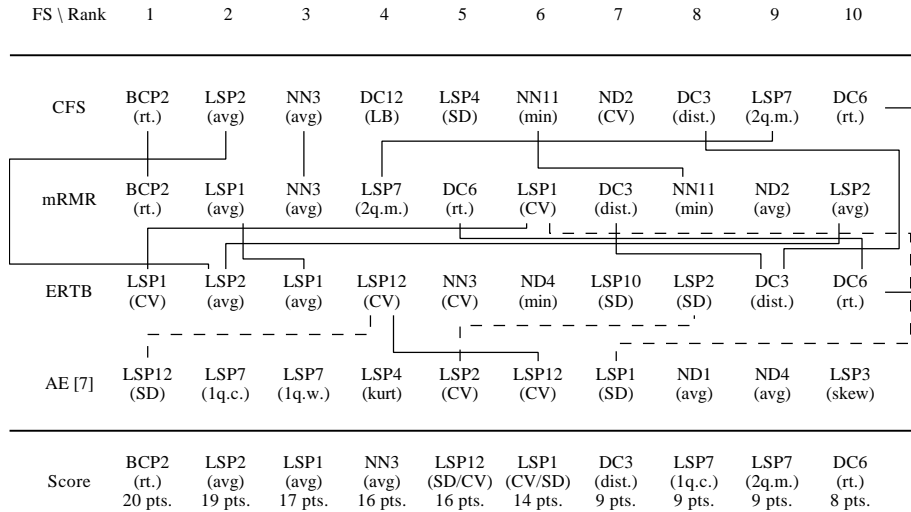 FS \ Rank 1 2 3 4 5 6 7 8 9 10
BCP2 LSP2 NN3 DC12 LSP4 NN11 ND2 DC3 LSP7 DC6
CFS
(rt.) (avg) (avg) (LB) (SD) (min) (CV) (dist.) (2q.m.) (rt.)
BCP2 LSP1 NN3 LSP7 DC6 LSP1 DC3 NN11 ND2 LSP2
mRMR
(rt.) (avg) (avg) (2q.m.) (rt.) (CV) (dist.) (min) (avg) (avg)
LSP1 LSP2 LSP1 LSP12 NN3 ND4 LSP10 LSP2 DC3 DC6
ERTB
(CV) (avg) (avg) (CV) (CV) (min) (SD) (SD) (dist.) (rt.)
LSP12 LSP7 LSP7 LSP4 LSP2 LSP12 LSP1 ND1 ND4 LSP3
AE [7]
(SD) (1q.c.) (1q.w.) (kurt) (CV) (CV) (SD) (avg) (avg) (skew)
BCP2 LSP2 LSP1 NN3 LSP12 LSP1 DC3 LSP7 LSP7 DC6
Score
(rt.) (avg) (avg) (avg) (SD/CV) (CV/SD) (dist.) (1q.c.) (2q.m.) (rt.)
20 pts. 19 pts. 17 pts. 16 pts. 16 pts. 14 pts. 9 pts. 9 pts. 9 pts. 8 pts.